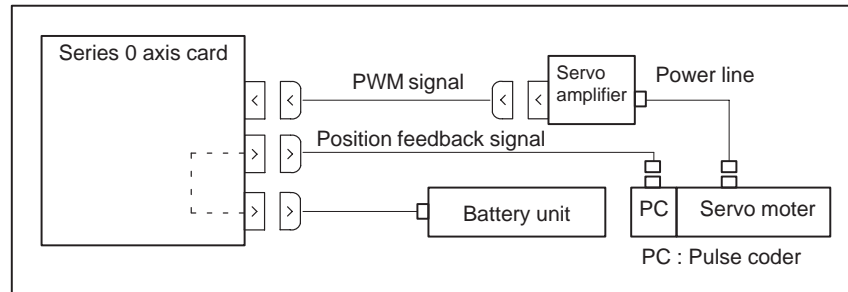 Series 0 axis card
PWM signal
Servo
amplifier
Power line
Position feedback signal
Battery unit
PC
Servo moter
PC : Pulse coder